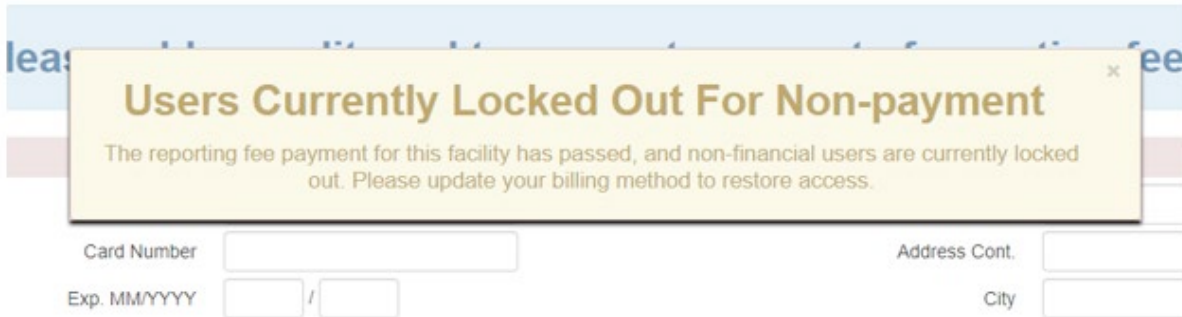 Users Currently Locked Out For Non-payment
×
The reporting fee payment for this facility has passed, and non-financial users are currently locked
out. Please update your billing method to restore access.
Card Number
Address Cont.
Exp. MM/YYYY
/
City